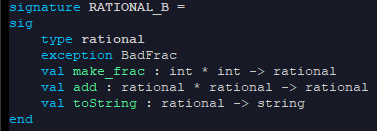 signature RATIONAL_B =
sig
    type rational
    exception BadFrac
    val make_frac : int * int -> rational
    val add : rational * rational -> rational
    val toString : rational -> string
end